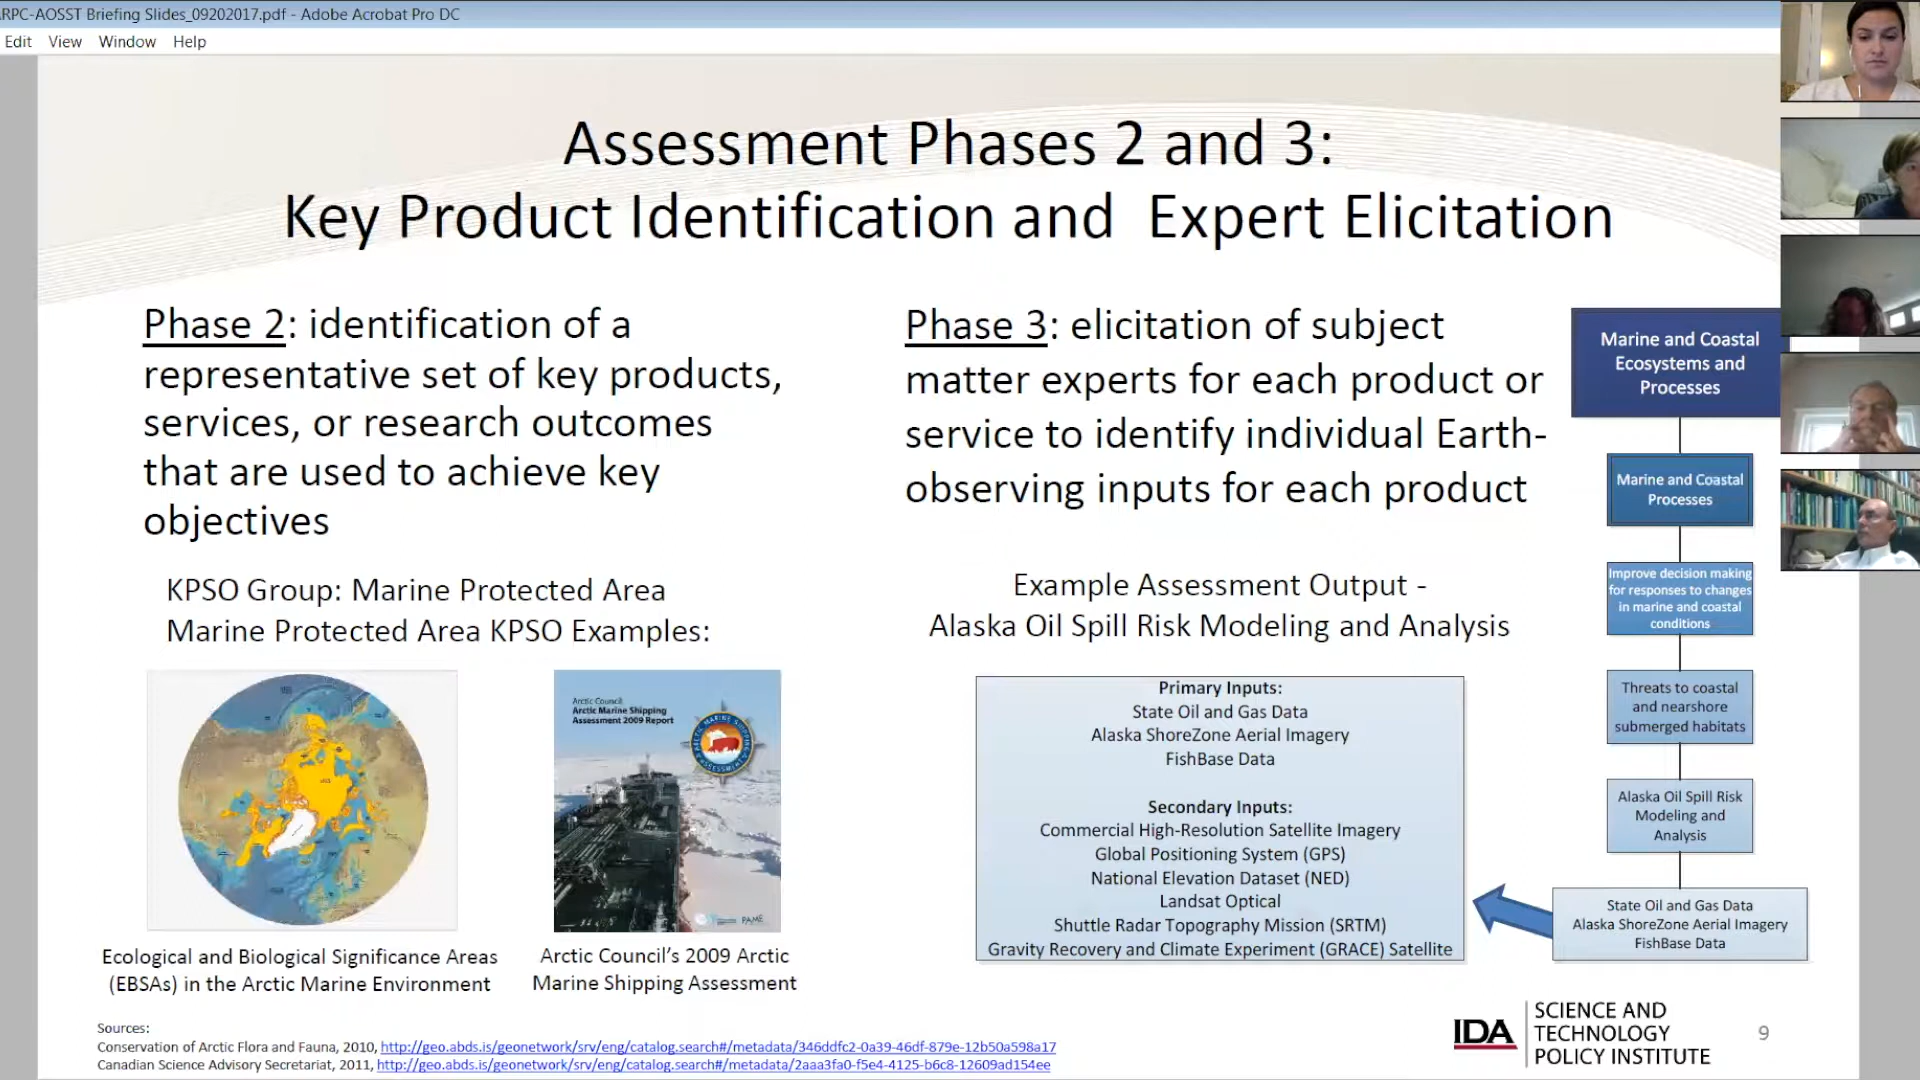 RPC-AOSST Briefing Slides_09202017.pdf - Adobe Acrobat Pro DC
Edit View Window Help
Assessment Phases 2 and 3:
Key Product Identification and Expert Elicitation
Phase 2: identification of a
representative set of key products,
services, or research outcomes
that are used to achieve key
objectives
KPSO Group: Marine Protected Area
Marine Protected Area KPSO Examples:
Arctic Council
Arctic Marine Shipping
Assessment 2009 Report
ARCTIC MARINE SHIPPING
ASSESSMENT
PAME
Ecological and Biological Significance Areas
(EBSAs) in the Arctic Marine Environment
Arctic Council's 2009 Arctic
Marine Shipping Assessment
Phase 3: elicitation of subject
matter experts for each product or
service to identify individual Earth-
observing inputs for each product
Example Assessment Output -
Alaska Oil Spill Risk Modeling and Analysis
Primary Inputs:
State Oil and Gas Data
Alaska ShoreZone Aerial Imagery
FishBase Data
Secondary Inputs:
Commercial High-Resolution Satellite Imagery
Global Positioning System (GPS)
National Elevation Dataset (NED)
Landsat Optical
Shuttle Radar Topography Mission (SRTM)
Gravity Recovery and Climate Experiment (GRACE) Satellite
Marine and Coastal
Ecosystems and
Processes
Marine and Coastal
Processes
Improve decision making
for responses to changes
in marine and coastal
conditions
Threats to coastal
and nearshore
submerged habitats
Alaska Oil Spill Risk
Modeling and
Analysis
State Oil and Gas Data
Alaska ShoreZone Aerial Imagery
FishBase Data
Sources:
Conservation of Arctic Flora and Fauna, 2010, http://geo.abds.is/geonetwork/srv/eng/catalog.search#/metadata/346ddfc2-0a39-46df-879e-12b50a598a17
Canadian Science Advisory Secretariat, 2011, http://geo.abds.is/geonetwork/srv/eng/catalog.search#/metadata/2aaa3fa0-f5e4-4125-b6c8-12609ad154ee
IDA
SCIENCE AND
TECHNOLOGY
POLICY INSTITUTE
9